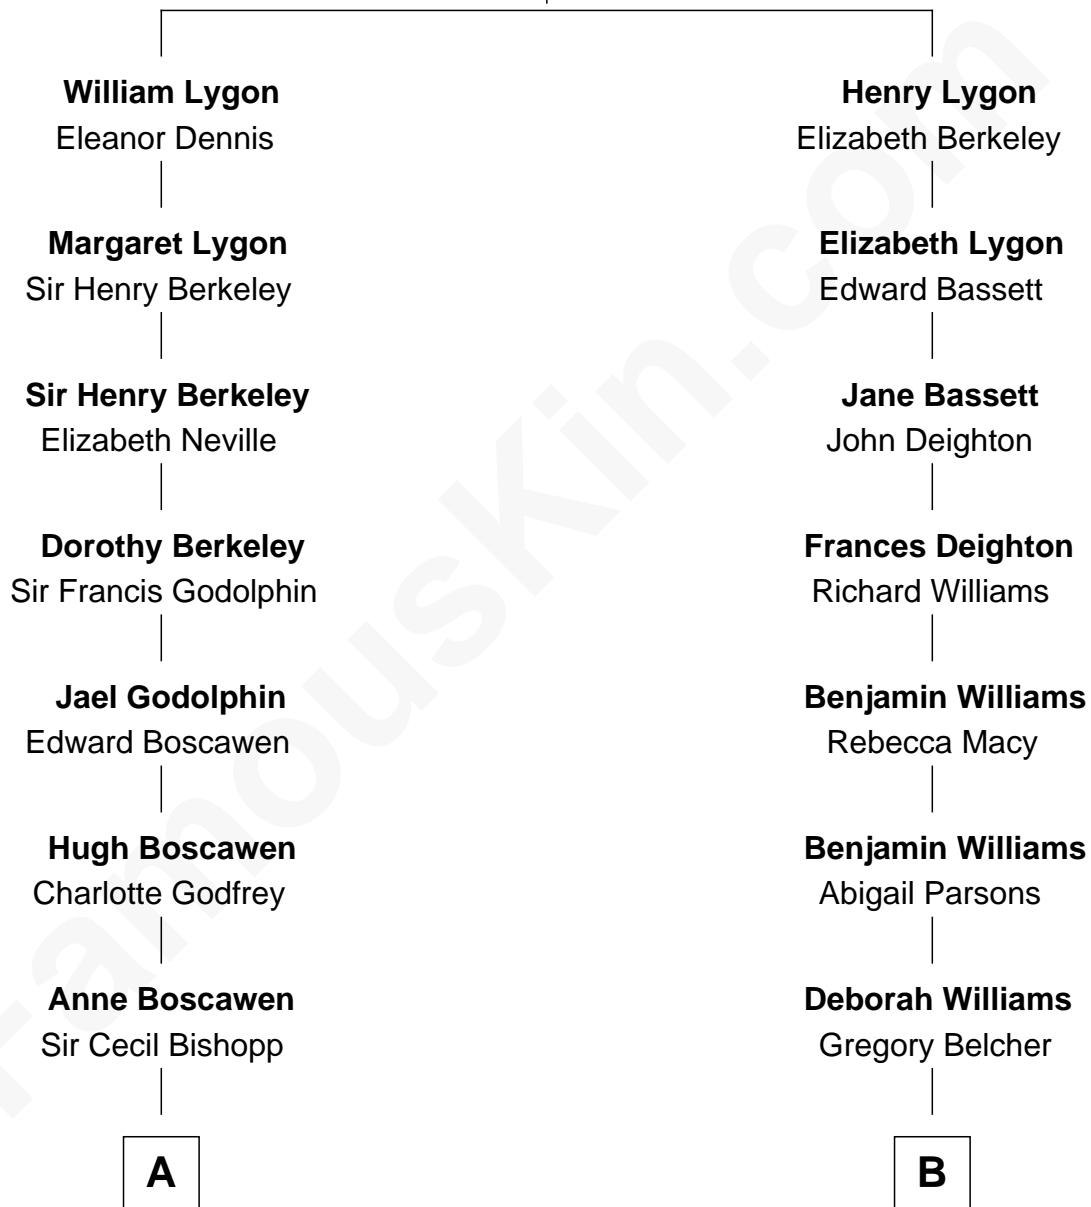 William Lygon
Eleanor Dennis
Margaret Lygon
Sir Henry Berkeley
Sir Henry Berkeley
Elizabeth Neville
Dorothy Berkeley
Sir Francis Godolphin
Jael Godolphin
Edward Boscawen
Hugh Boscawen
Charlotte Godfrey
Anne Boscawen
Sir Cecil Bishopp
A
Henry Lygon
Elizabeth Berkeley
Elizabeth Lygon
Edward Bassett
Jane Bassett
John Deighton
Frances Deighton
Richard Williams
Benjamin Williams
Rebecca Macy
Benjamin Williams
Abigail Parsons
Deborah Williams
Gregory Belcher
B
FamousKin.com